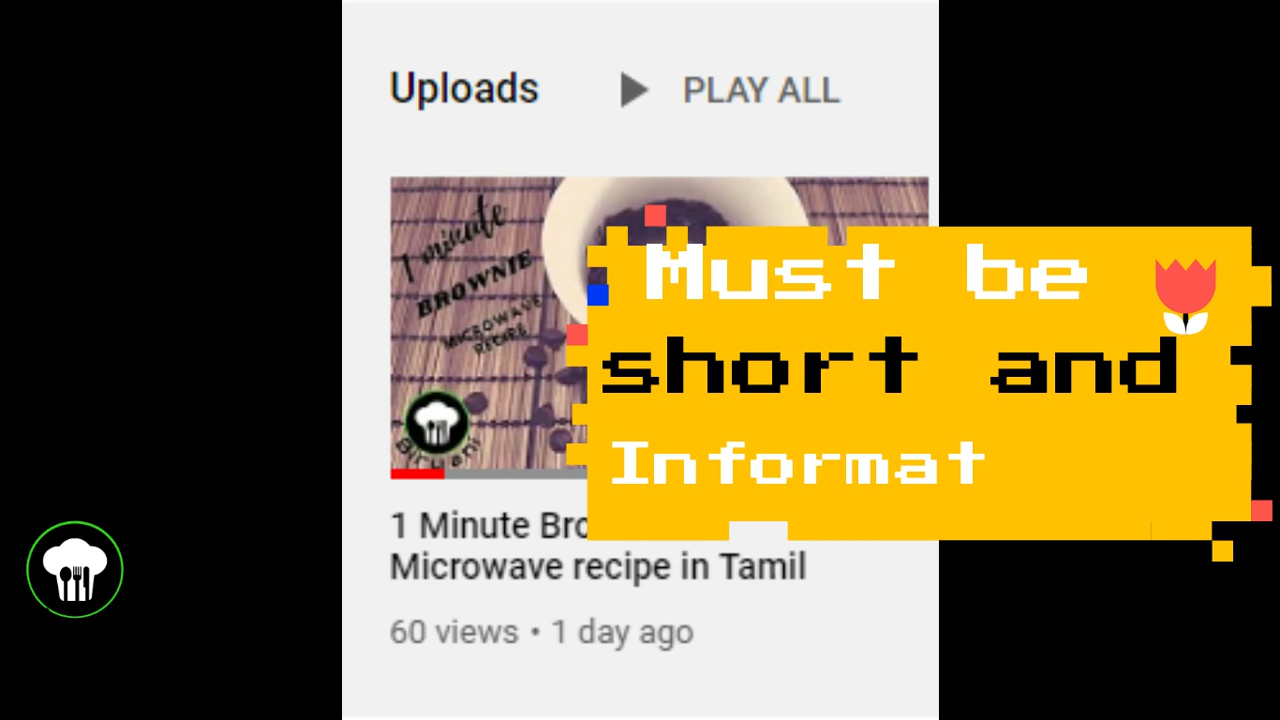 Uploads
PLAY ALL
1 minute
BROWNIE
MICROWAVE
RECIPE
Must be
short and
Informat
1 Minute Bro
Microwave recipe in Tamil
60 views • 1 day ago